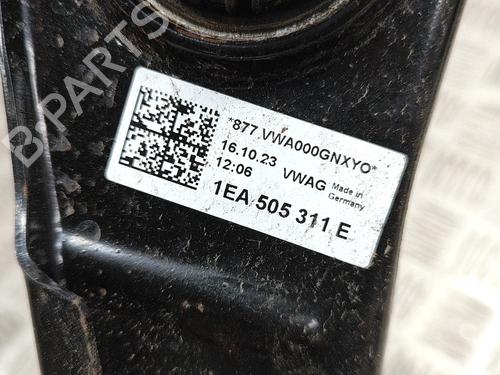 B-PARTS
*877 VWA000GNXYO*
16.10.23
12:06 VWAG Made in Germany
1EA 505 311 E